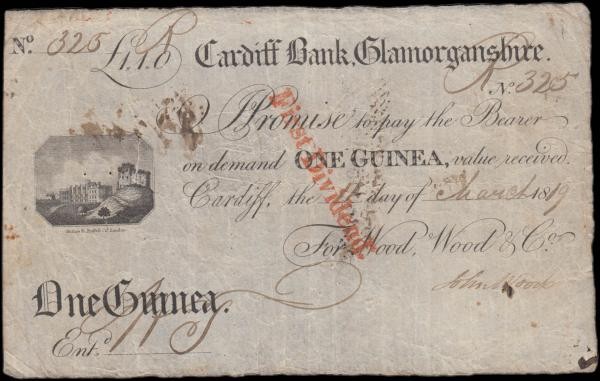 No. 325 R
£1.1.0 Cardiff Bank, Glamorganshire.
R No. 325
I Promise to pay the Bearer
on demand ONE GUINEA, value received.
Cardiff, the day of March 1819
For Wood, Wood & Co.
John Wood
One Guinea.
Entd.
First Dividend